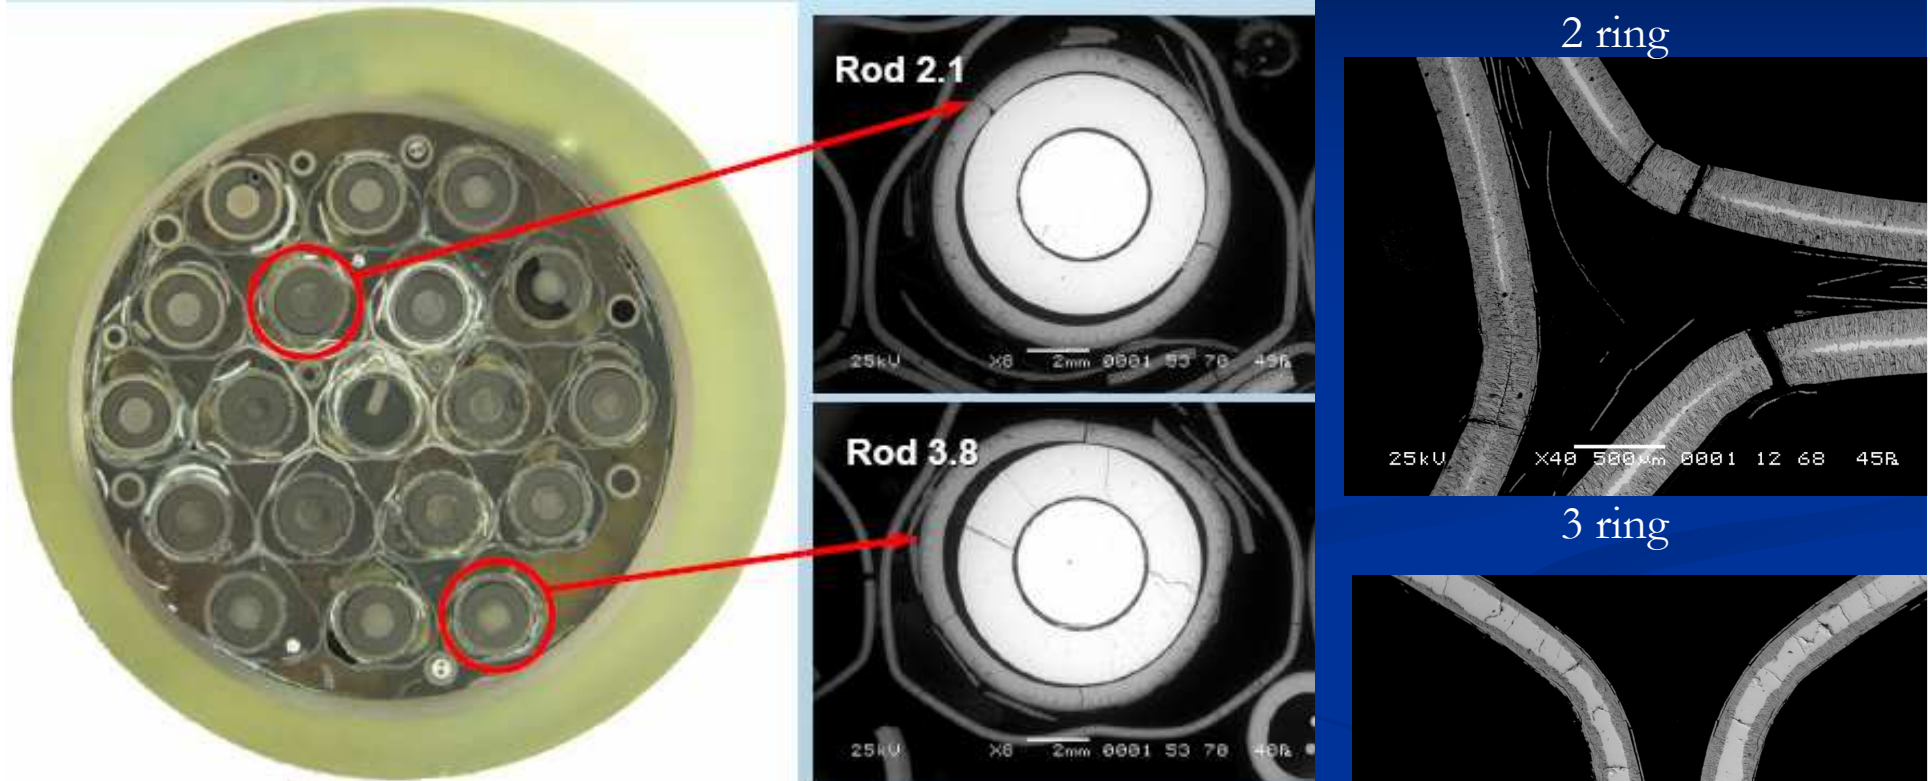 Rod 2.1
25kV X8 2mm 0001 53 70
Rod 3.8
25kV X8 2mm 0001 53 70
2 ring
25kV X40 500µm 0001 12 68
3 ring